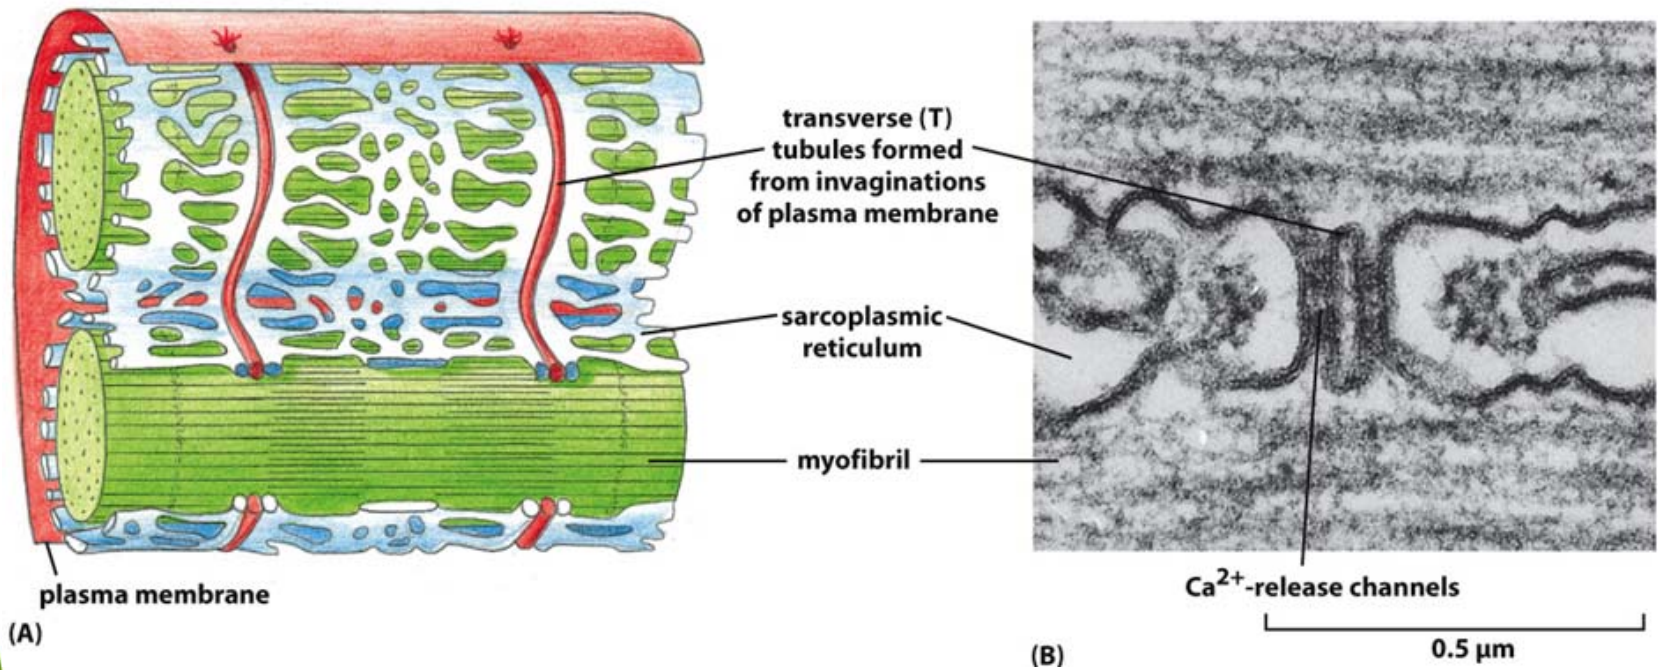 transverse (T)
tubules formed
from invaginations
of plasma membrane
sarcoplasmic
reticulum
myofibril
plasma membrane
Ca2+-release channels
(A)
(B)
0.5 µm